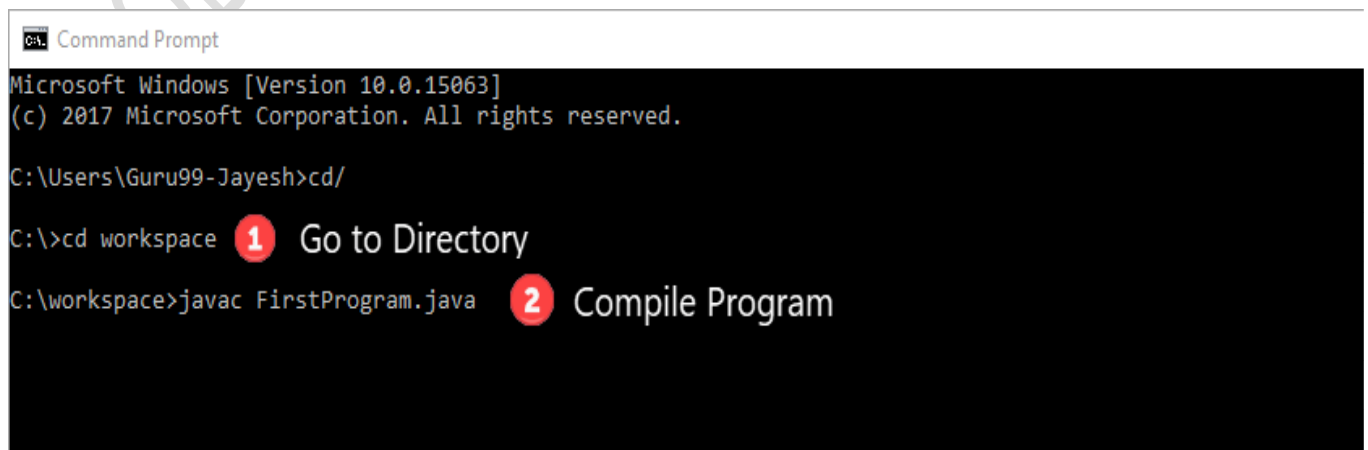 Command Prompt
Microsoft Windows [Version 10.0.15063]
(c) 2017 Microsoft Corporation. All rights reserved.
C:\Users\Guru99-Jayesh>cd/
C:\>cd workspace 1 Go to Directory
C:\workspace>javac FirstProgram.java 2 Compile Program